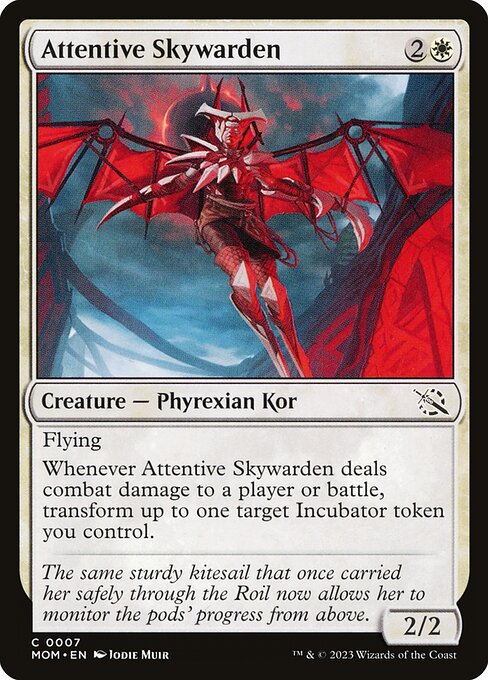 Attentive Skywarden 2
Creature — Phyrexian Kor
Flying
Whenever Attentive Skywarden deals
combat damage to a player or battle,
transform up to one target Incubator token
you control.
The same sturdy kitesail that once carried
her safely through the Roil now allows her to
monitor the pods' progress from above.
2/2
C 0007
MOM • EN Jodie Muir
™ & © 2023 Wizards of the Coast